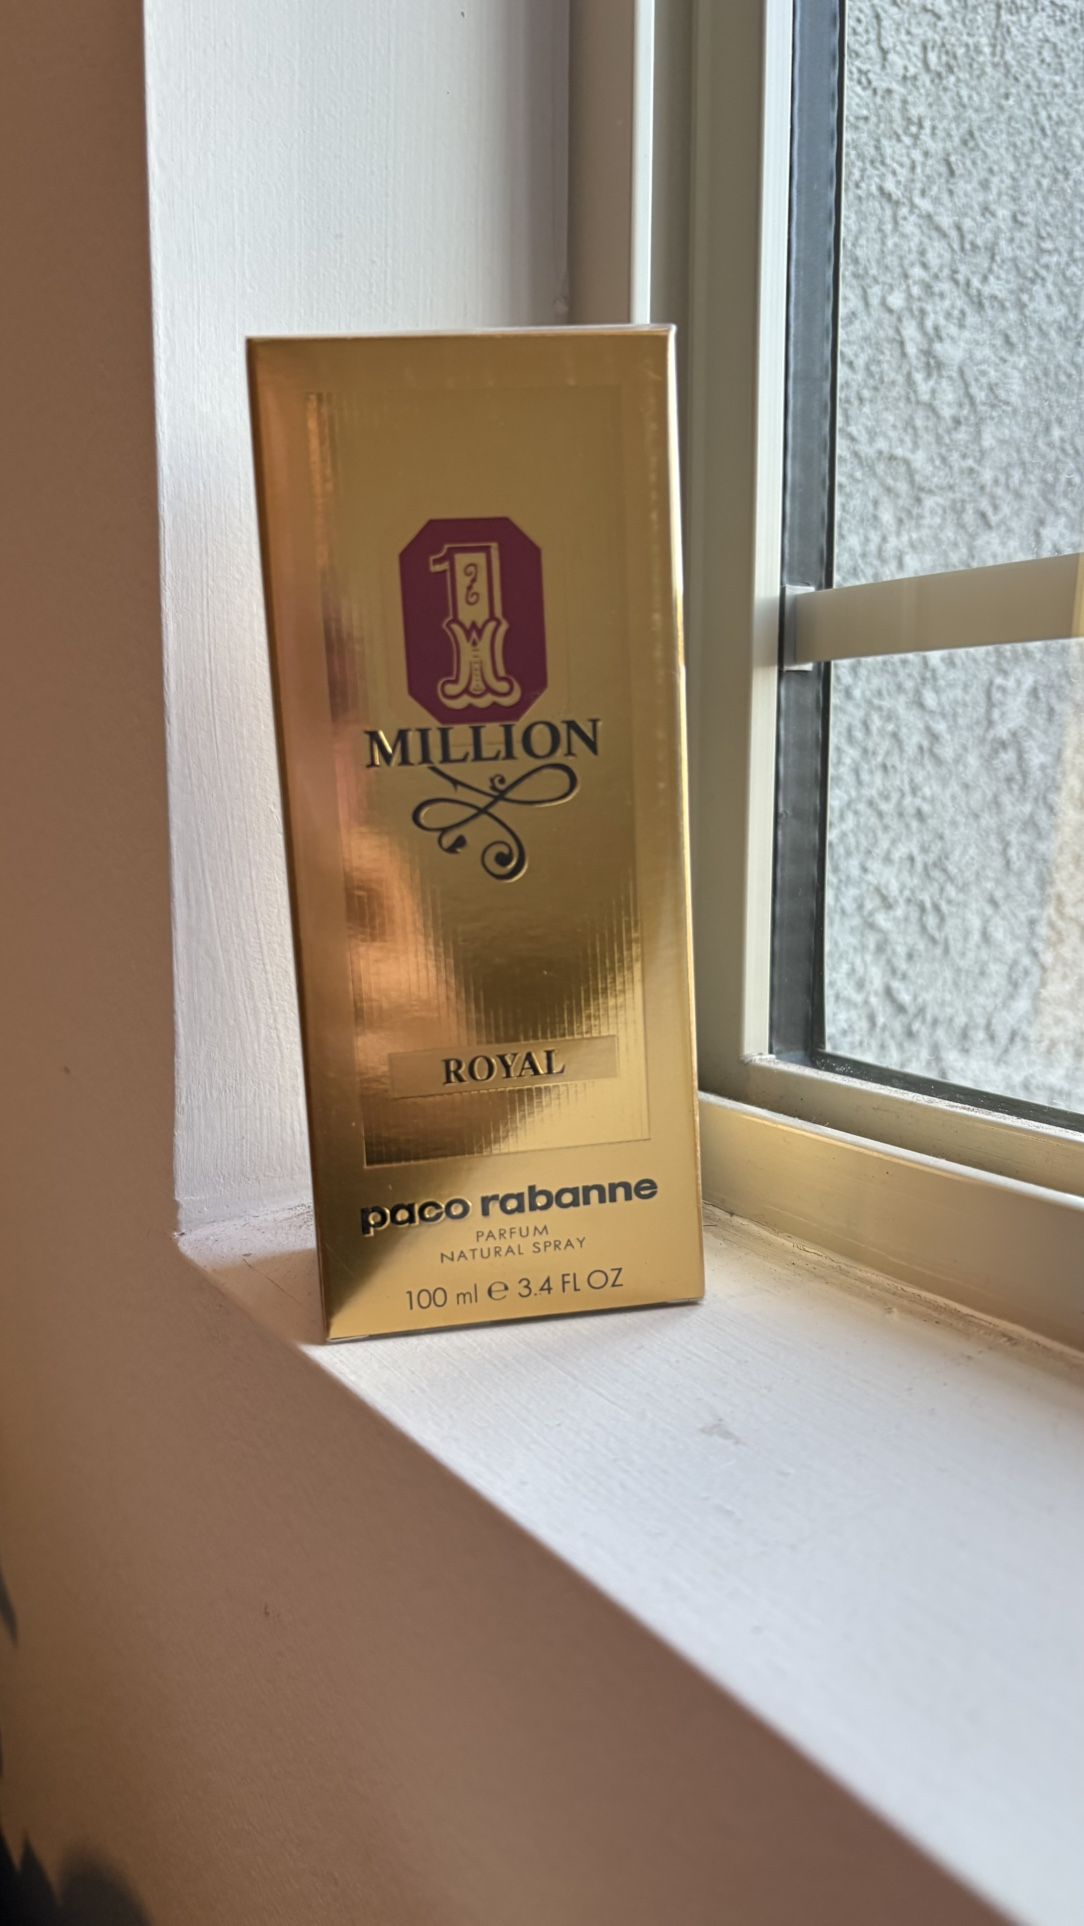 1
MILLION
ROYAL
paco rabanne
PARFUM
NATURAL SPRAY
100 ml ℮ 3.4 FL OZ